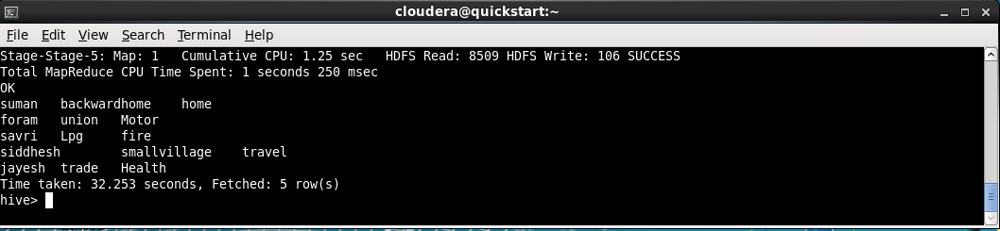 cloudera@quickstart:~
File Edit View Search Terminal Help
Stage-Stage-5: Map: 1   Cumulative CPU: 1.25 sec   HDFS Read: 8509 HDFS Write: 106 SUCCESS
Total MapReduce CPU Time Spent: 1 seconds 250 msec
OK
suman   backwardhome    home
foram   union   Motor
savri   Lpg     fire
siddhesh        smallvillage    travel
jayesh  trade   Health
Time taken: 32.253 seconds, Fetched: 5 row(s)
hive>